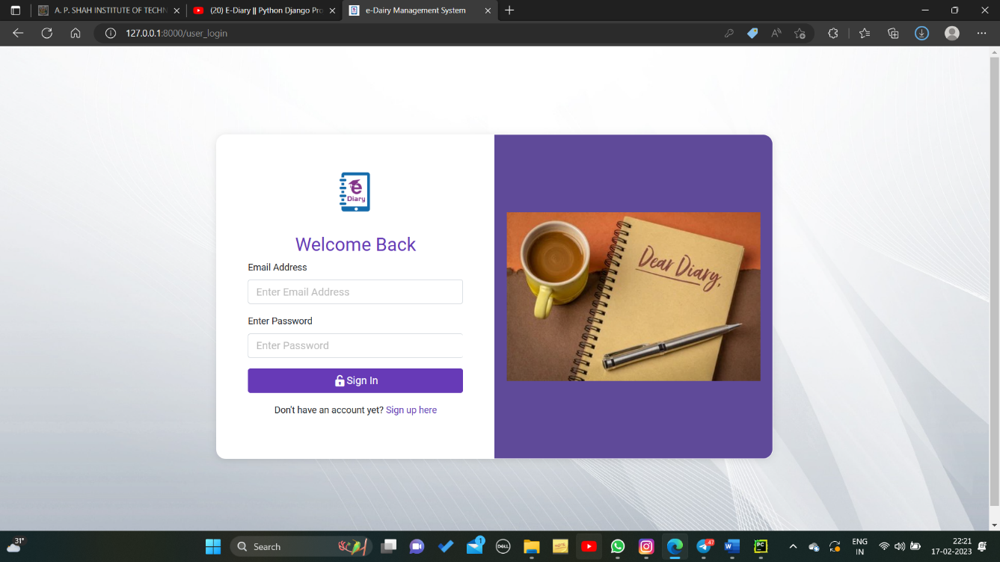 A. P. SHAH INSTITUTE OF TECHN
(20) E-Diary || Python Django Pro
e-Dairy Management System
127.0.0.1:8000/user_login
e
Diary
Welcome Back
Email Address
Enter Email Address
Enter Password
Enter Password
Sign In
Don't have an account yet? Sign up here
Dear Diary,
31°
Search
1
DELL
47
W
PC
ENG
IN
22:21
17-02-2023